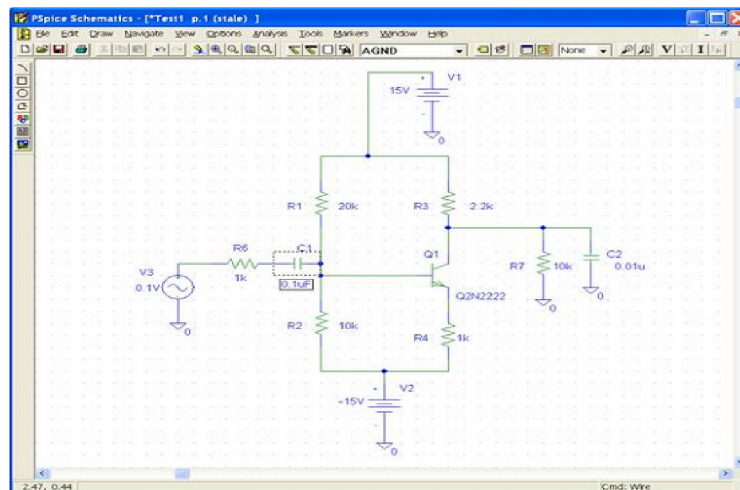 PSpice Schematics - [*Test1 p.1 (stale) ]
File Edit Draw Navigate View Options Analysis Tools Markers Window Help
AGND
None
V I
V1
15V
0
R1 20k
R3 2.2k
R6
1k
C1
0.1uF
V3
0.1V
0
Q1
Q2N2222
R7 10k
0
C2
0.01u
0
R2 10k
R4 1k
V2
-15V
0
2.47, 0.44
Cmd: Wire